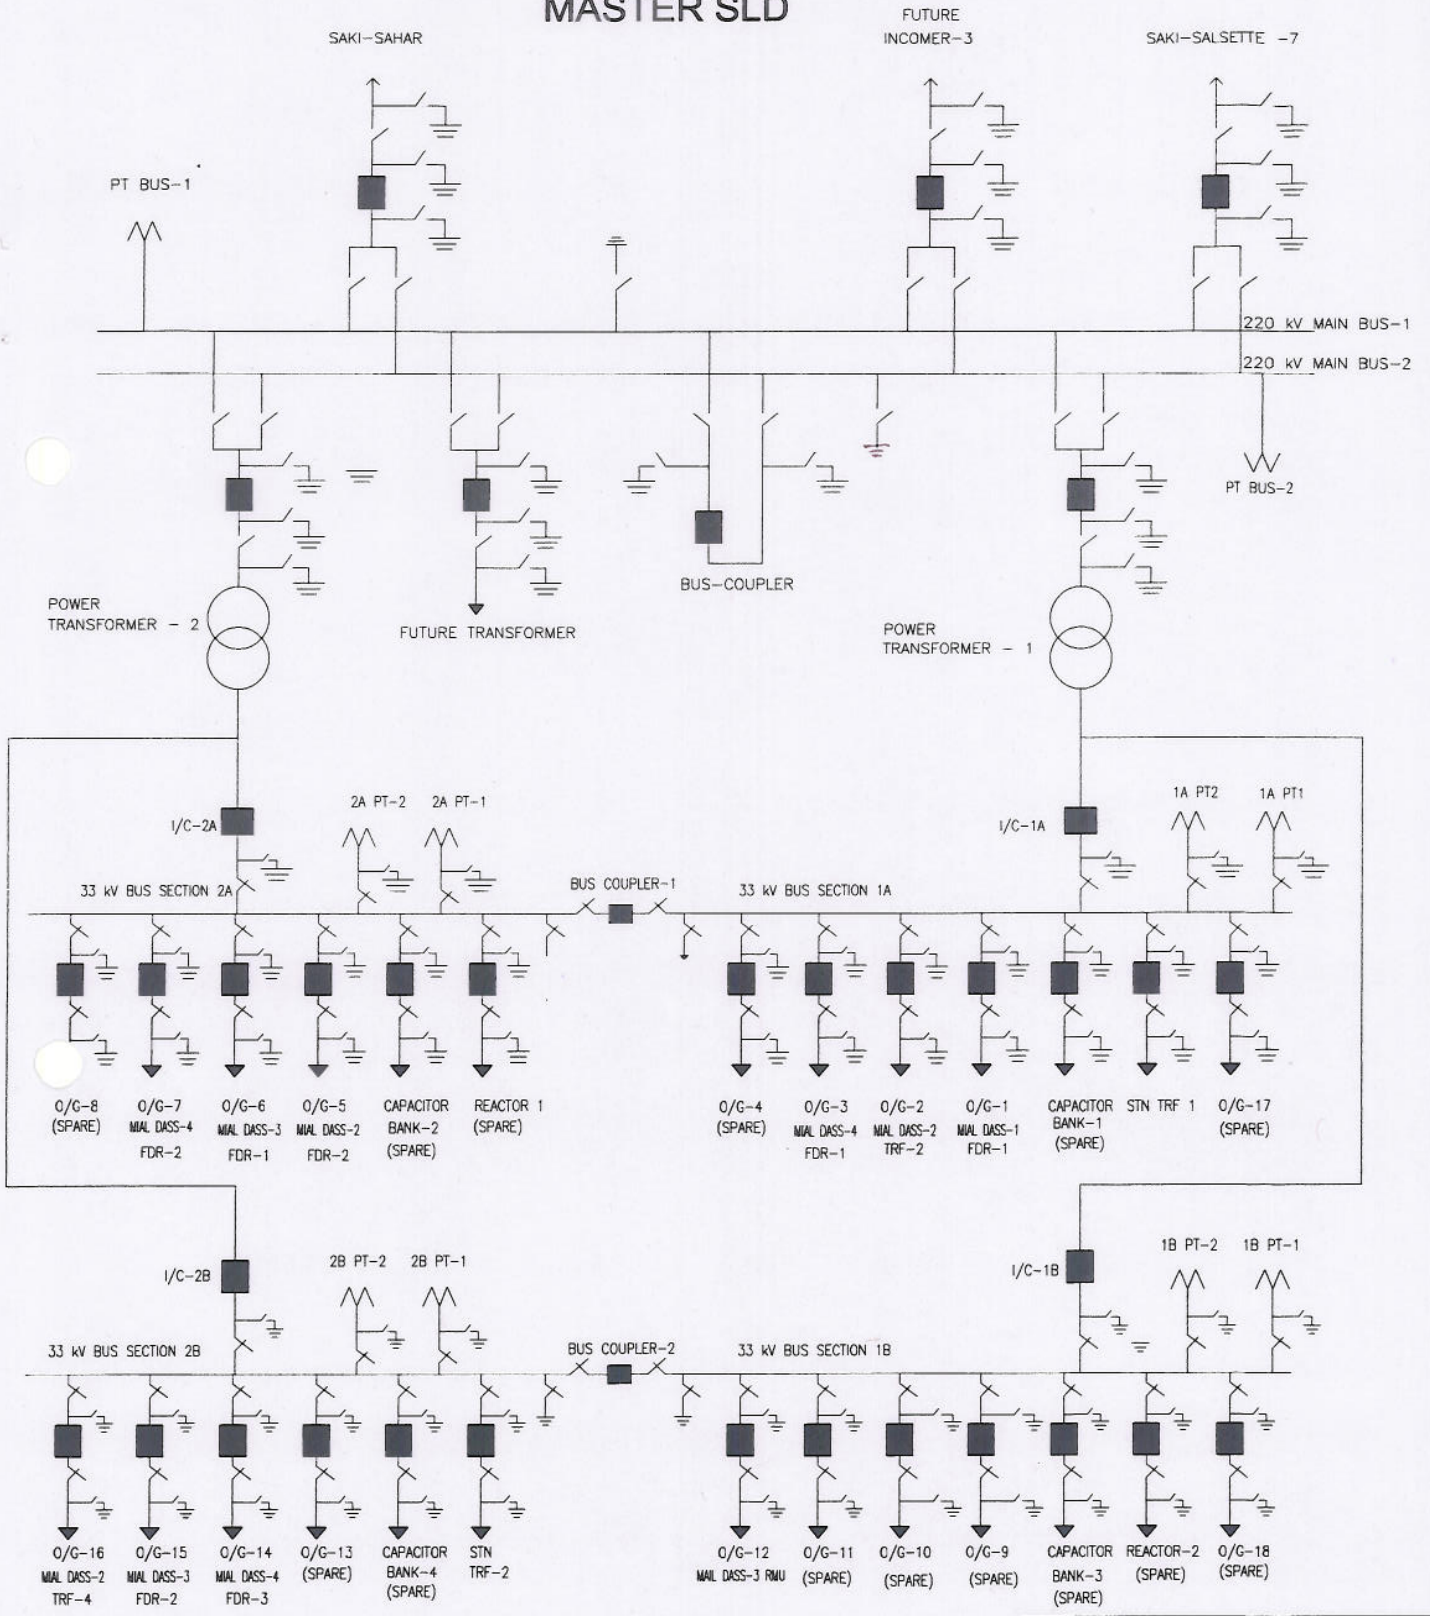 MASTER SLD
SAKI-SAHAR
FUTURE
INCOMER-3
SAKI-SALSETTE -7
PT BUS-1
220 kV MAIN BUS-1
220 kV MAIN BUS-2
PT BUS-2
BUS-COUPLER
POWER
TRANSFORMER - 2
FUTURE TRANSFORMER
POWER
TRANSFORMER - 1
2A PT-2
2A PT-1
1A PT2
1A PT1
I/C-2A
I/C-1A
33 kV BUS SECTION 2A
BUS COUPLER-1
33 kV BUS SECTION 1A
O/G-8
(SPARE)
O/G-7
MIAL DASS-4
FDR-2
O/G-6
MIAL DASS-3
FDR-1
O/G-5
MIAL DASS-2
FDR-2
CAPACITOR
BANK-2
(SPARE)
REACTOR 1
(SPARE)
O/G-4
(SPARE)
O/G-3
MIAL DASS-4
FDR-1
O/G-2
MIAL DASS-2
TRF-2
O/G-1
MIAL DASS-1
FDR-1
CAPACITOR
BANK-1
(SPARE)
STN TRF 1
O/G-17
(SPARE)
2B PT-2
2B PT-1
1B PT-2
1B PT-1
I/C-2B
I/C-1B
33 kV BUS SECTION 2B
BUS COUPLER-2
33 kV BUS SECTION 1B
O/G-16
MIAL DASS-2
TRF-4
O/G-15
MIAL DASS-3
FDR-2
O/G-14
MIAL DASS-4
FDR-3
O/G-13
(SPARE)
CAPACITOR
BANK-4
(SPARE)
STN
TRF-2
O/G-12
MAIL DASS-3 RMU
O/G-11
(SPARE)
O/G-10
(SPARE)
O/G-9
(SPARE)
CAPACITOR
BANK-3
(SPARE)
REACTOR-2
(SPARE)
O/G-18
(SPARE)